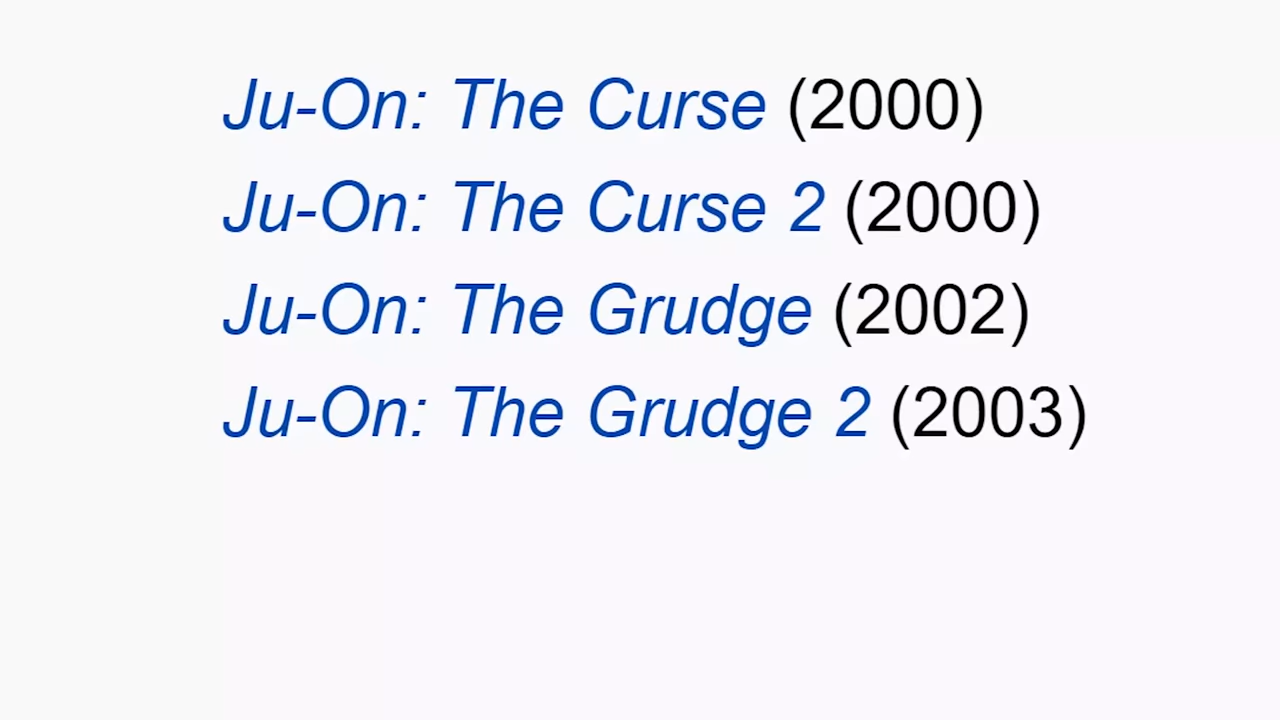 Ju-On: The Curse (2000)
Ju-On: The Curse 2 (2000)
Ju-On: The Grudge (2002)
Ju-On: The Grudge 2 (2003)